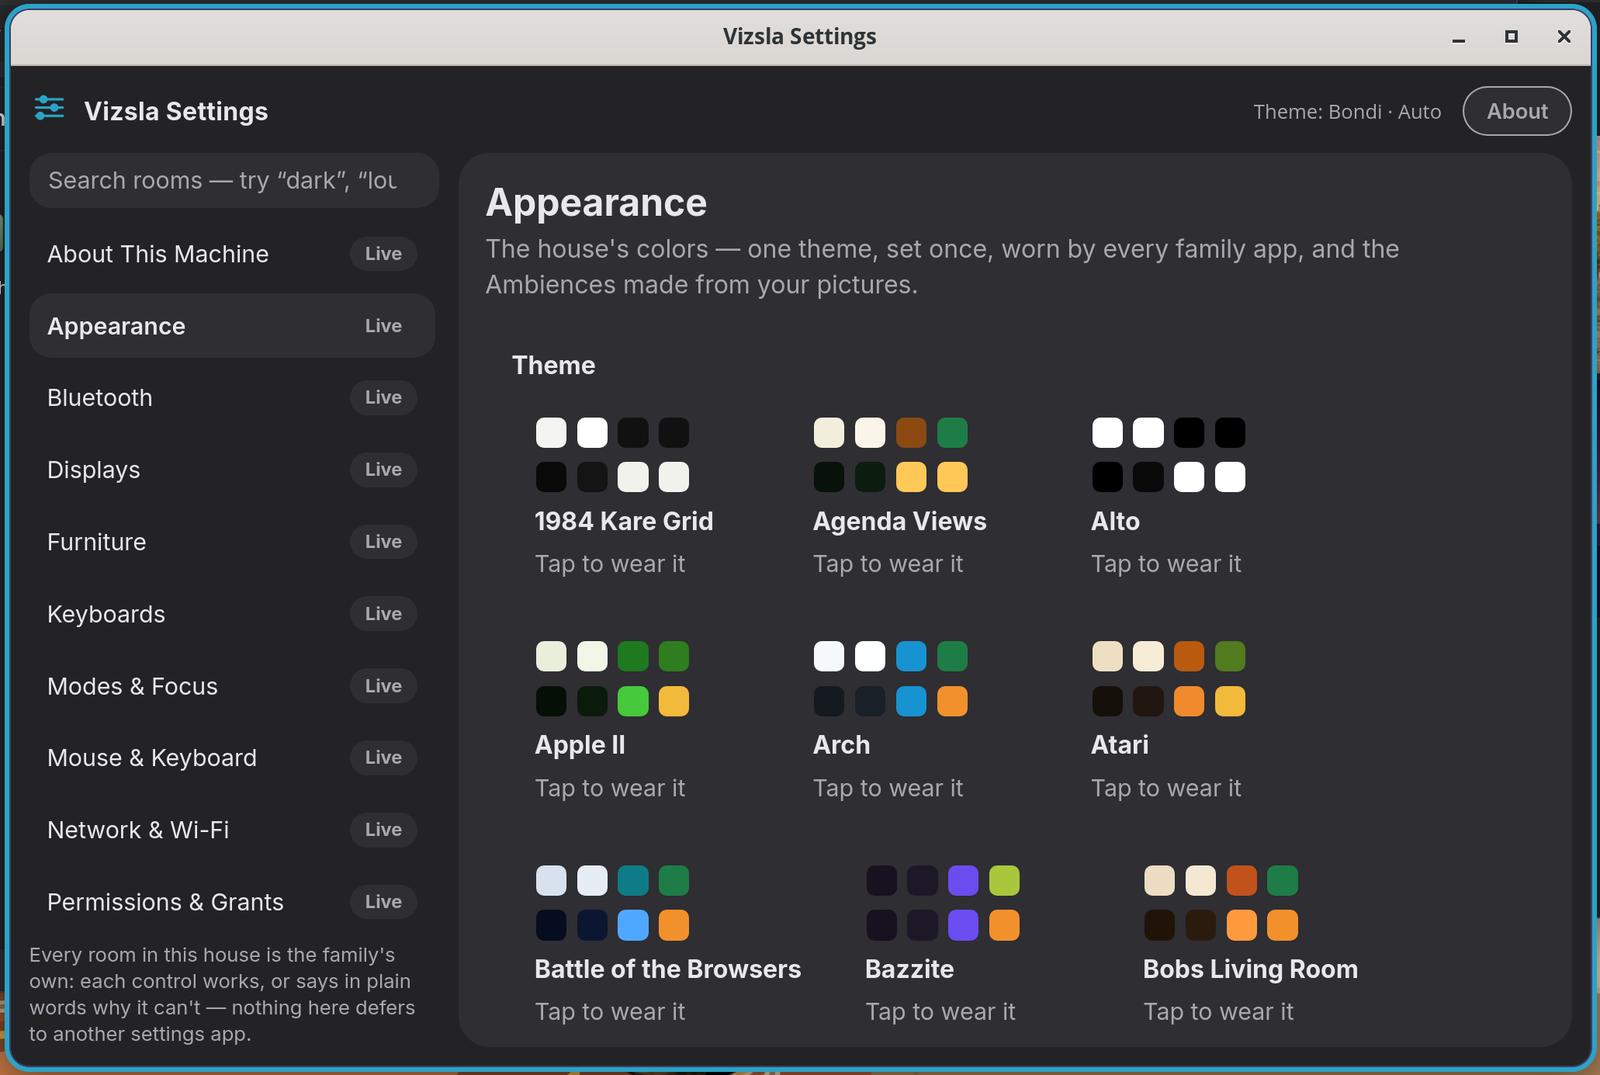 Vizsla Settings
Vizsla Settings
Theme: Bondi · Auto
About
Search rooms — try “dark”, “lou
About This Machine
Live
Appearance
Live
Bluetooth
Live
Displays
Live
Furniture
Live
Keyboards
Live
Modes & Focus
Live
Mouse & Keyboard
Live
Network & Wi-Fi
Live
Permissions & Grants
Live
Every room in this house is the family's
own: each control works, or says in plain
words why it can't — nothing here defers
to another settings app.
Appearance
The house's colors — one theme, set once, worn by every family app, and the
Ambiences made from your pictures.
Theme
1984 Kare Grid
Tap to wear it
Agenda Views
Tap to wear it
Alto
Tap to wear it
Apple II
Tap to wear it
Arch
Tap to wear it
Atari
Tap to wear it
Battle of the Browsers
Tap to wear it
Bazzite
Tap to wear it
Bobs Living Room
Tap to wear it